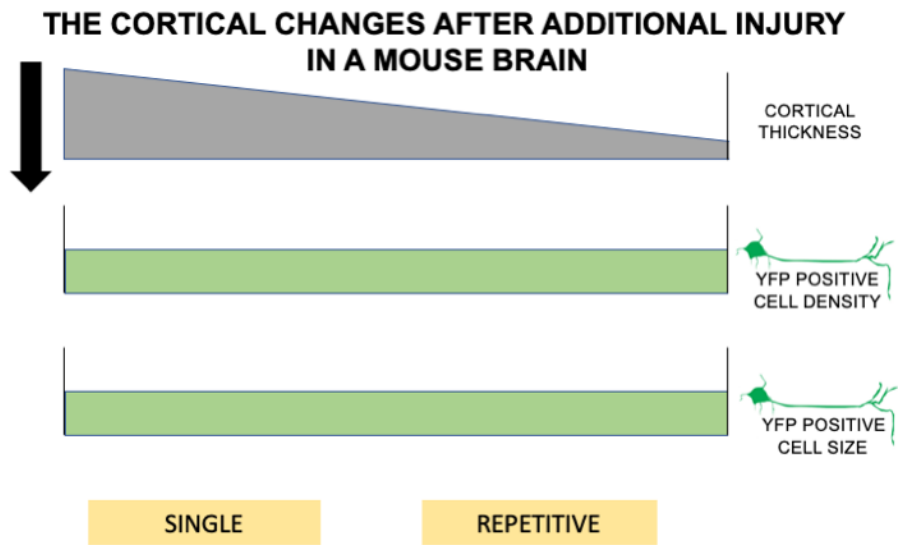 THE CORTICAL CHANGES AFTER ADDITIONAL INJURY
IN A MOUSE BRAIN
CORTICAL
THICKNESS
YFP POSITIVE
CELL DENSITY
YFP POSITIVE
CELL SIZE
SINGLE
REPETITIVE